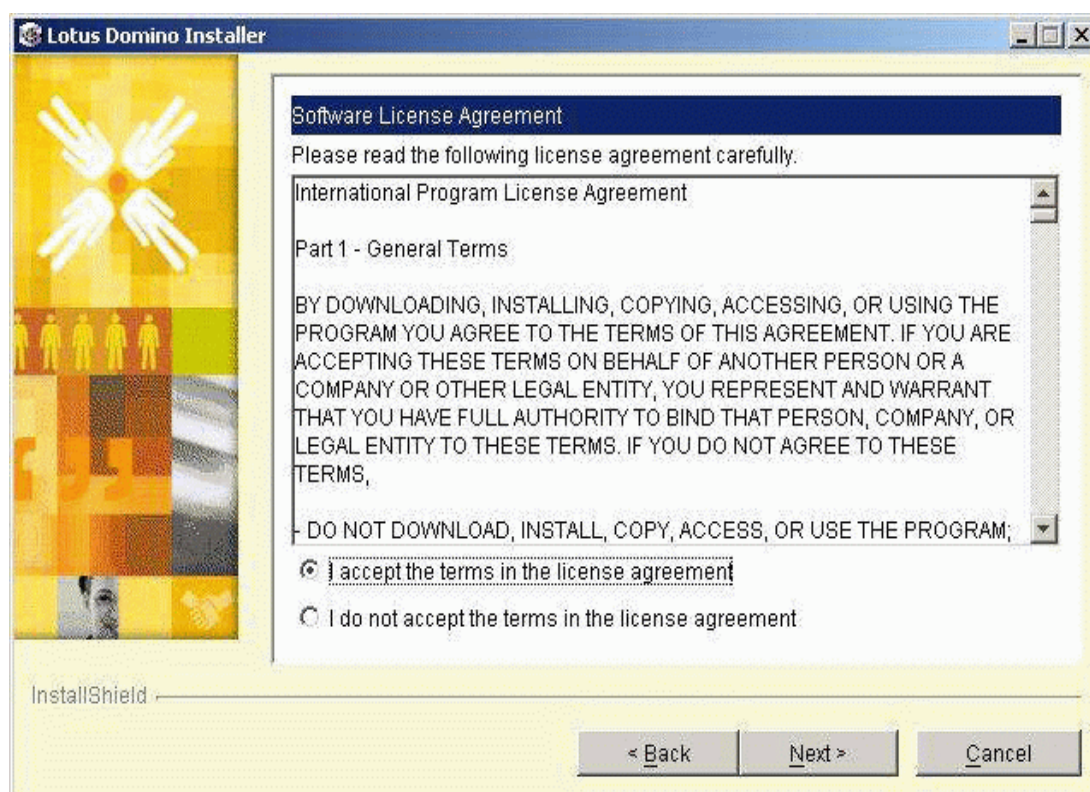 Lotus Domino Installer
Software License Agreement
Please read the following license agreement carefully.
International Program License Agreement
Part 1 - General Terms
BY DOWNLOADING, INSTALLING, COPYING, ACCESSING, OR USING THE
PROGRAM YOU AGREE TO THE TERMS OF THIS AGREEMENT. IF YOU ARE
ACCEPTING THESE TERMS ON BEHALF OF ANOTHER PERSON OR A
COMPANY OR OTHER LEGAL ENTITY, YOU REPRESENT AND WARRANT
THAT YOU HAVE FULL AUTHORITY TO BIND THAT PERSON, COMPANY, OR
LEGAL ENTITY TO THESE TERMS. IF YOU DO NOT AGREE TO THESE
TERMS,
- DO NOT DOWNLOAD, INSTALL, COPY, ACCESS, OR USE THE PROGRAM;
I accept the terms in the license agreement
I do not accept the terms in the license agreement
InstallShield
< Back
Next >
Cancel